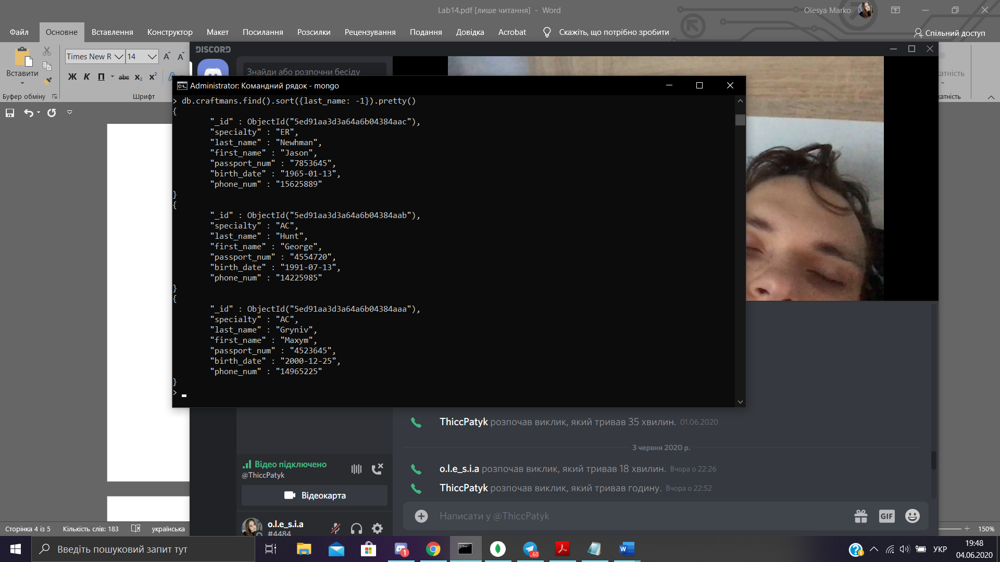 Lab14.pdf [лише читання] - Word
Olesya Marko
Файл Основне Вставлення Конструктор Макет Посилання Розсилки Рецензування Подання Довідка Acrobat Скажіть, що потрібно зробити Спільний доступ
DISCORD
Times New R 14
Вставити
Знайди або розпочни бесіду
Ж К П abc x₂ x²
Буфер обміну Шрифт
Administrator: Командний рядок - mongo
> db.craftmans.find().sort({last_name: -1}).pretty()
{
"_id" : ObjectId("5ed91aa3d3a64a6b04384aac"),
"specialty" : "ER",
"last_name" : "Newhman",
"first_name" : "Jason",
"passport_num" : "7853645",
"birth_date" : "1965-01-13",
"phone_num" : "15625889"
}
{
"_id" : ObjectId("5ed91aa3d3a64a6b04384aab"),
"specialty" : "AC",
"last_name" : "Hunt",
"first_name" : "George",
"passport_num" : "4554720",
"birth_date" : "1991-07-13",
"phone_num" : "14225985"
}
{
"_id" : ObjectId("5ed91aa3d3a64a6b04384aaa"),
"specialty" : "AC",
"last_name" : "Gryniv",
"first_name" : "Maxym",
"passport_num" : "4523645",
"birth_date" : "2000-12-25",
"phone_num" : "14965225"
}
>
ThiccPatyk розпочав виклик, який тривав 35 хвилин. 01.06.2020
3 червня 2020 р.
o.l.e_s.i.a розпочав виклик, який тривав 18 хвилин. Вчора о 22:26
ThiccPatyk розпочав виклик, який тривав годину. Вчора о 22:52
Написати у @ThiccPatyk
GIF
Відео підключено
@ThiccPatyk
Відеокарта
o.l.e_s.i.a
#4484
Сторінка 4 із 5 Кількість слів: 183 українська
150%
Введіть пошуковий запит тут
1
..60
УКР
19:48
04.06.2020